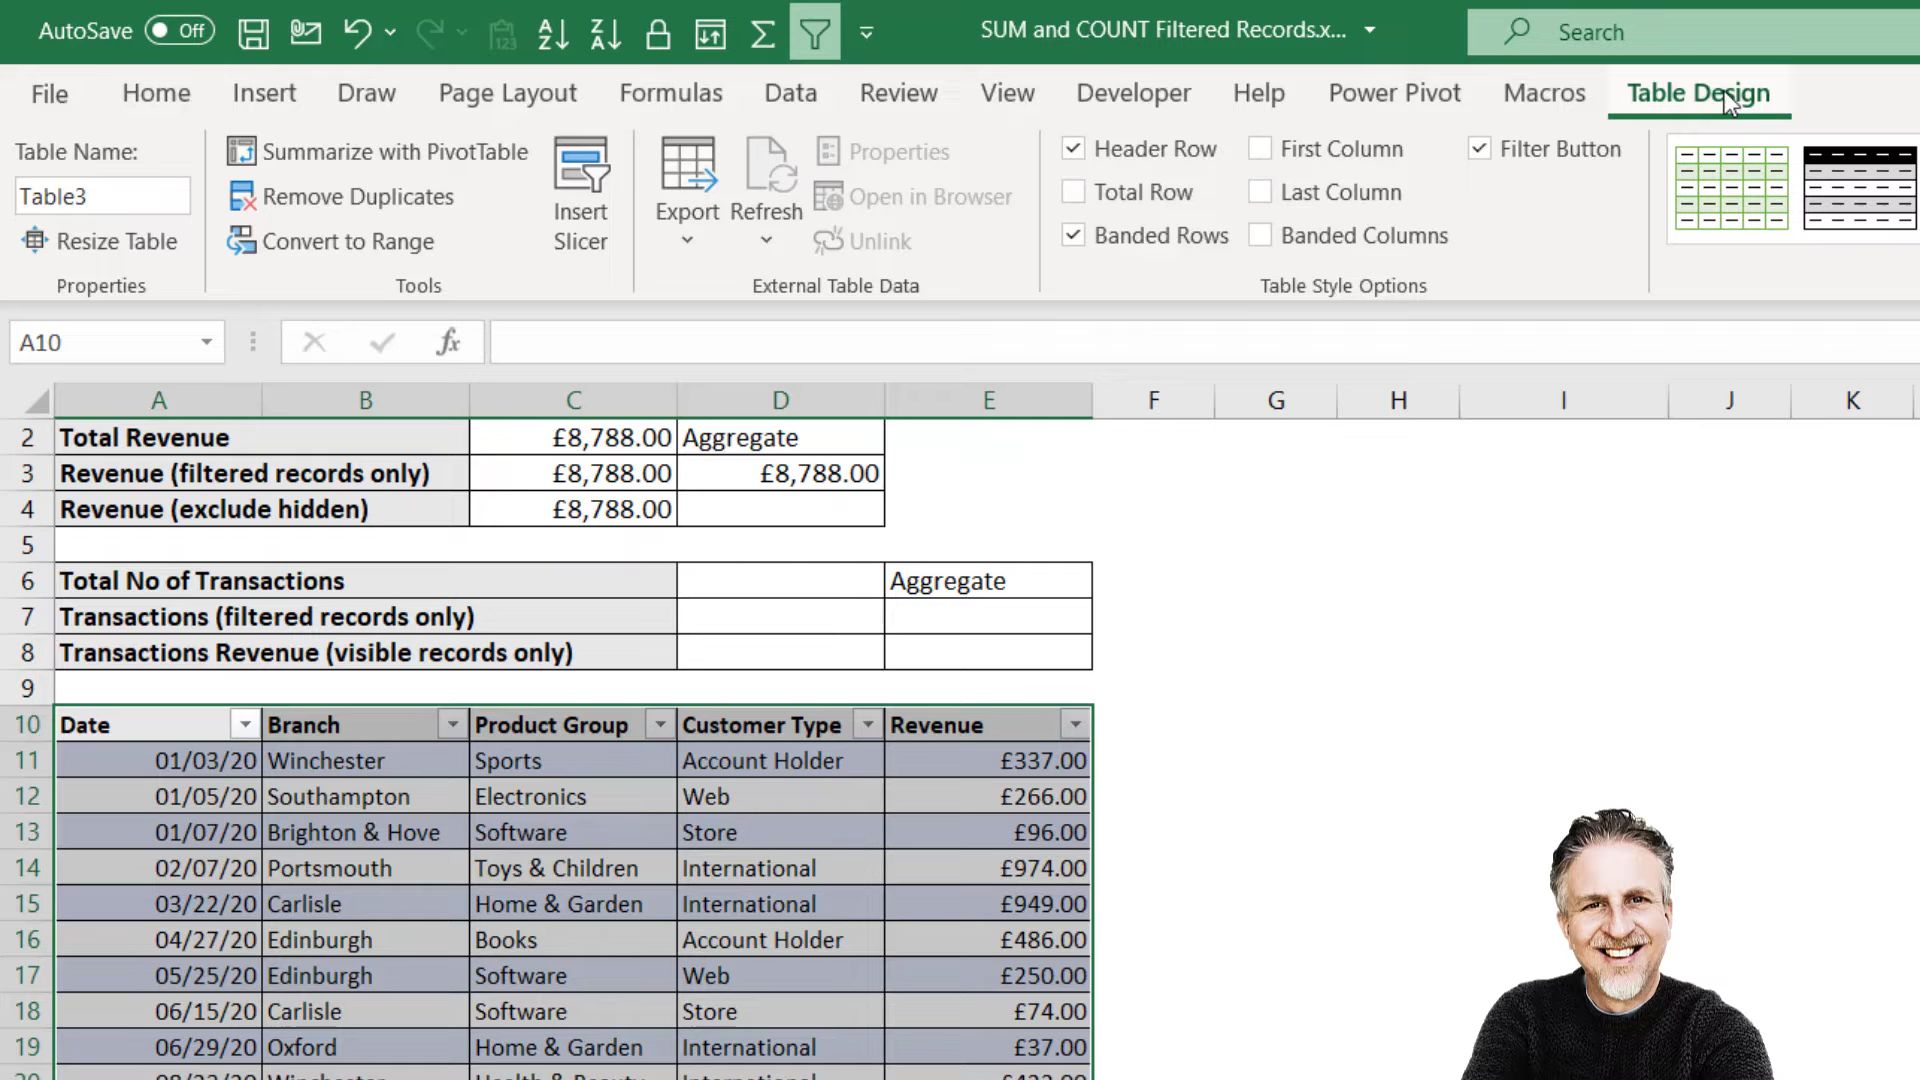 AutoSave Off SUM and COUNT Filtered Records.x... Search
File Home Insert Draw Page Layout Formulas Data Review View Developer Help Power Pivot Macros Table Design
Table Name:
Table3
Resize Table
Properties
Summarize with PivotTable
Remove Duplicates
Convert to Range
Insert
Slicer
Tools
Export
Refresh
Properties
Open in Browser
Unlink
External Table Data
Header Row First Column Filter Button
Total Row Last Column
Banded Rows Banded Columns
Table Style Options
A10 fx
A B C D E F G H I J K
2 Total Revenue £8,788.00 Aggregate
3 Revenue (filtered records only) £8,788.00 £8,788.00
4 Revenue (exclude hidden) £8,788.00
5
6 Total No of Transactions Aggregate
7 Transactions (filtered records only)
8 Transactions Revenue (visible records only)
9
10 Date Branch Product Group Customer Type Revenue
11 01/03/20 Winchester Sports Account Holder £337.00
12 01/05/20 Southampton Electronics Web £266.00
13 01/07/20 Brighton & Hove Software Store £96.00
14 02/07/20 Portsmouth Toys & Children International £974.00
15 03/22/20 Carlisle Home & Garden International £949.00
16 04/27/20 Edinburgh Books Account Holder £486.00
17 05/25/20 Edinburgh Software Web £250.00
18 06/15/20 Carlisle Software Store £74.00
19 06/29/20 Oxford Home & Garden International £37.00